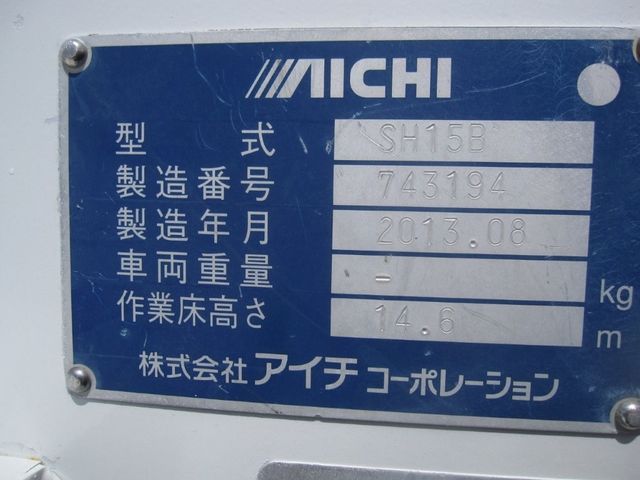 AICHI
型式 SH15B
製造番号 743194
製造年月 2013.08
車両重量 - kg
作業床高さ 14.6 m
株式会社アイチコーポレーション